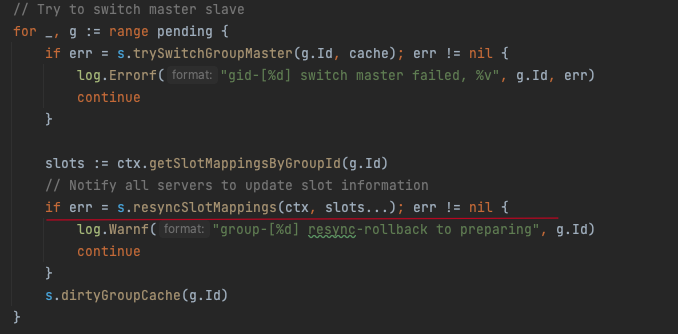 // Try to switch master slave
for _, g := range pending {
if err = s.trySwitchGroupMaster(g.Id, cache); err != nil {
log.Errorf( format: "gid-[%d] switch master failed, %v", g.Id, err)
continue
}
slots := ctx.getSlotMappingsByGroupId(g.Id)
// Notify all servers to update slot information
if err = s.resyncSlotMappings(ctx, slots...); err != nil {
log.Warnf( format: "group-[%d] resync-rollback to preparing", g.Id)
continue
}
s.dirtyGroupCache(g.Id)
}